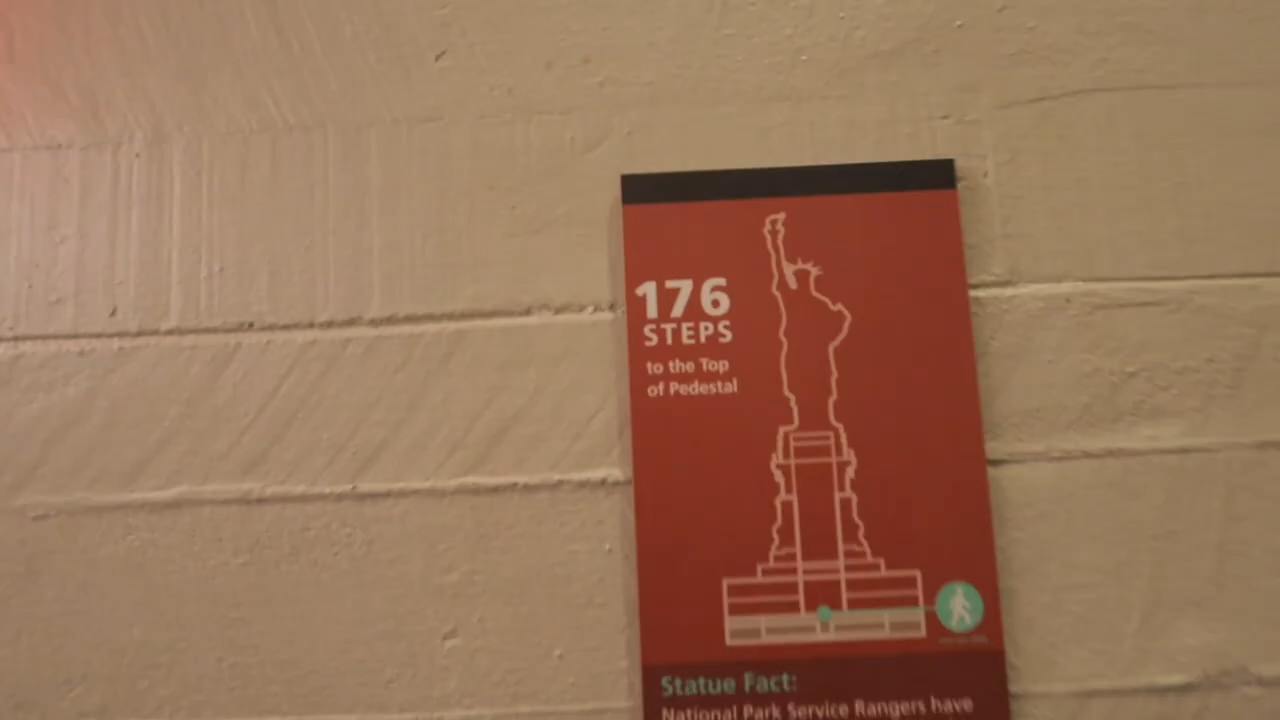 176
STEPS
to the Top
of Pedestal
Statue Fact:
National Park Service Rangers have